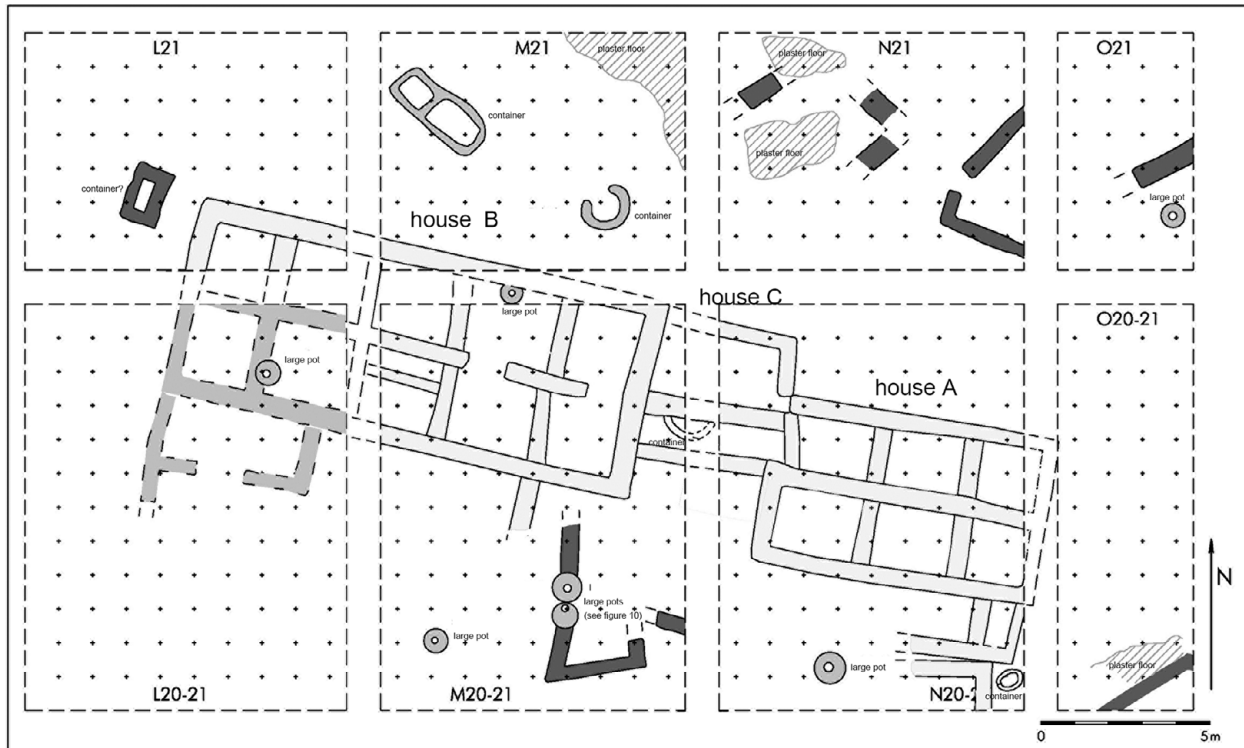 L21
M21
N21
O21
plaster floor
plaster floor
container
plaster floor
container?
container
large pot
house B
house C
large pot
O20-21
large pot
house A
container
large pots
(see figure 10)
large pot
large pot
plaster floor
container
L20-21
M20-21
N20-2
N
0
5m